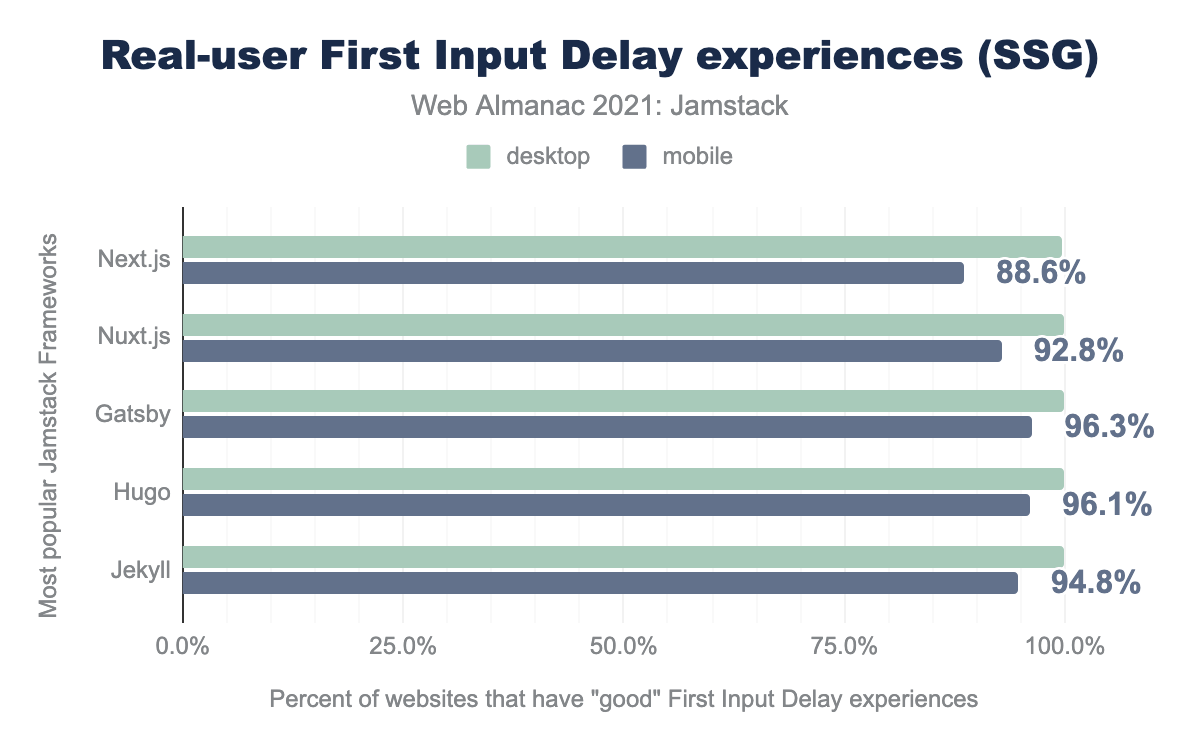 Real-user First Input Delay experiences (SSG)
Web Almanac 2021: Jamstack
desktop
mobile
Most popular Jamstack Frameworks
Next.js
88.6%
Nuxt.js
92.8%
Gatsby
96.3%
Hugo
96.1%
Jekyll
94.8%
0.0%
25.0%
50.0%
75.0%
100.0%
Percent of websites that have "good" First Input Delay experiences